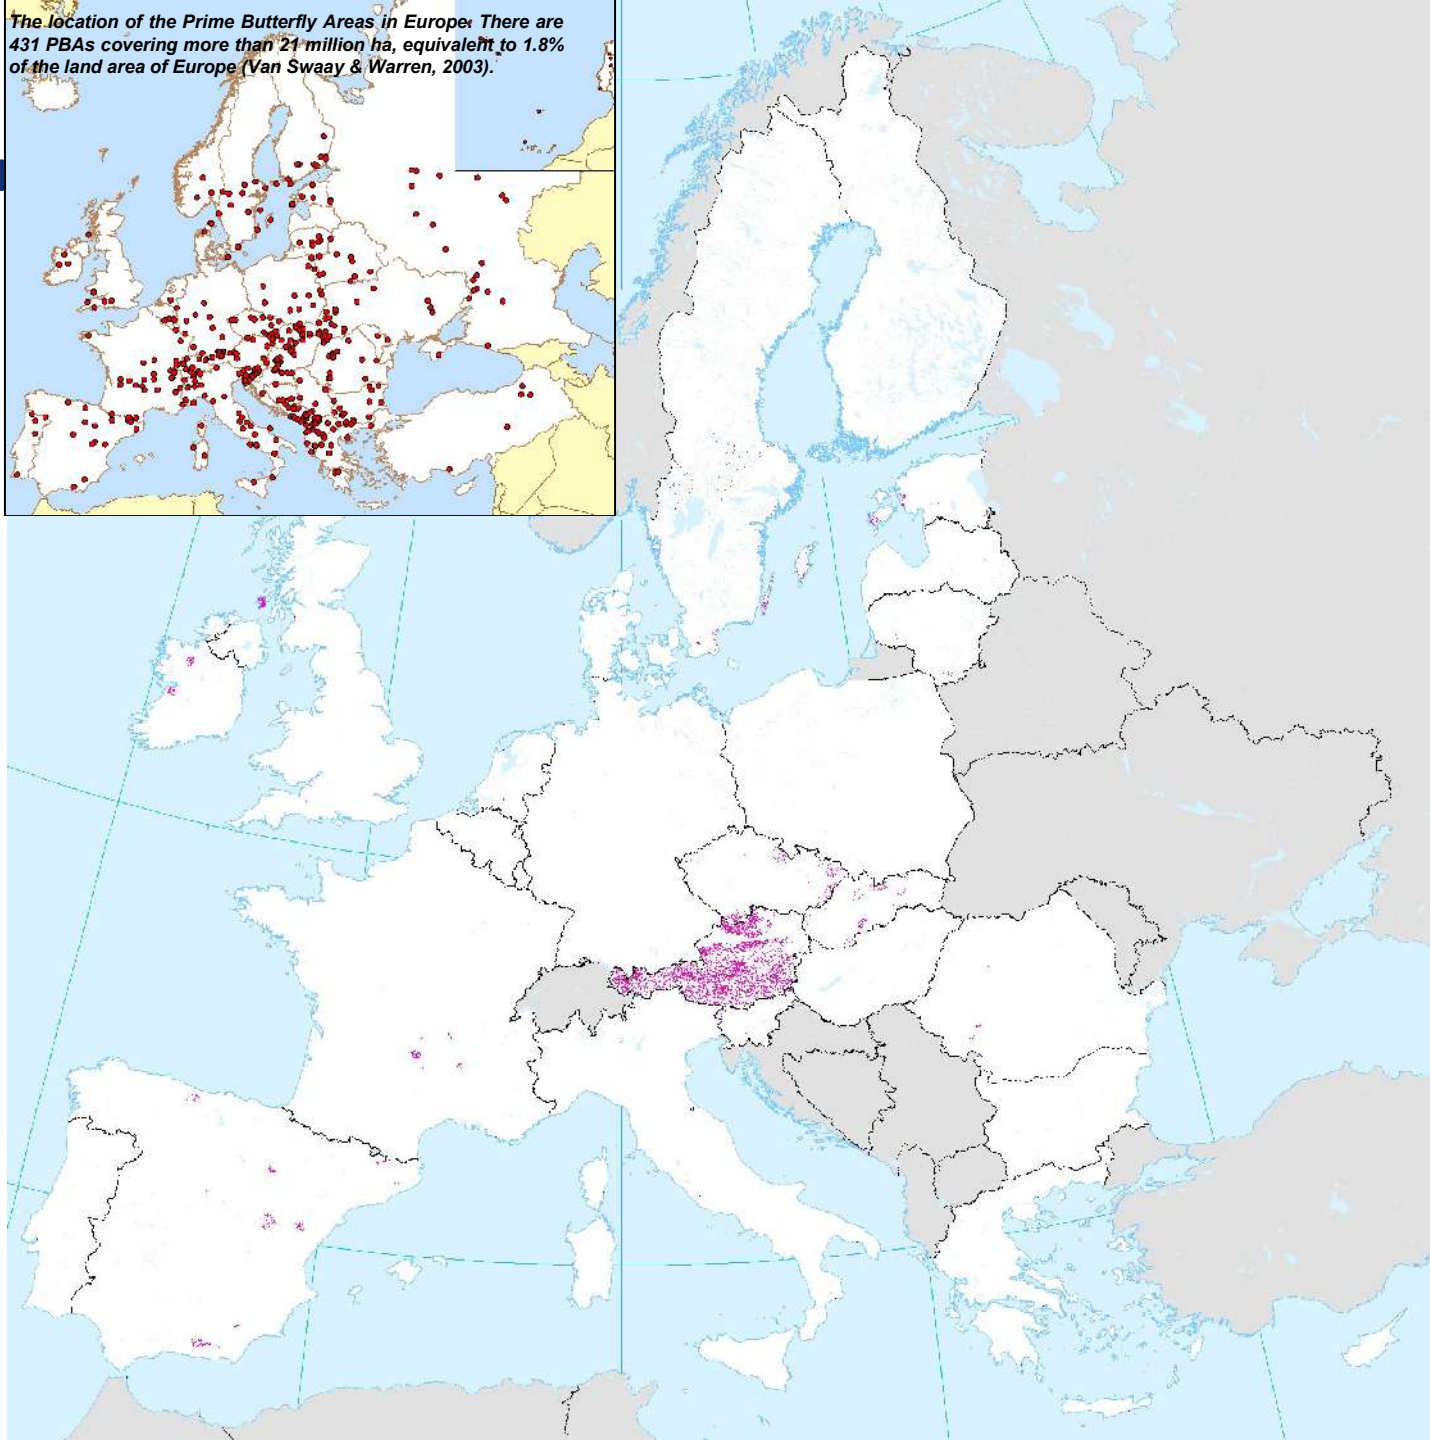 The location of the Prime Butterfly Areas in Europe. There are
431 PBAs covering more than 21 million ha, equivalent to 1.8%
of the land area of Europe (Van Swaay & Warren, 2003).